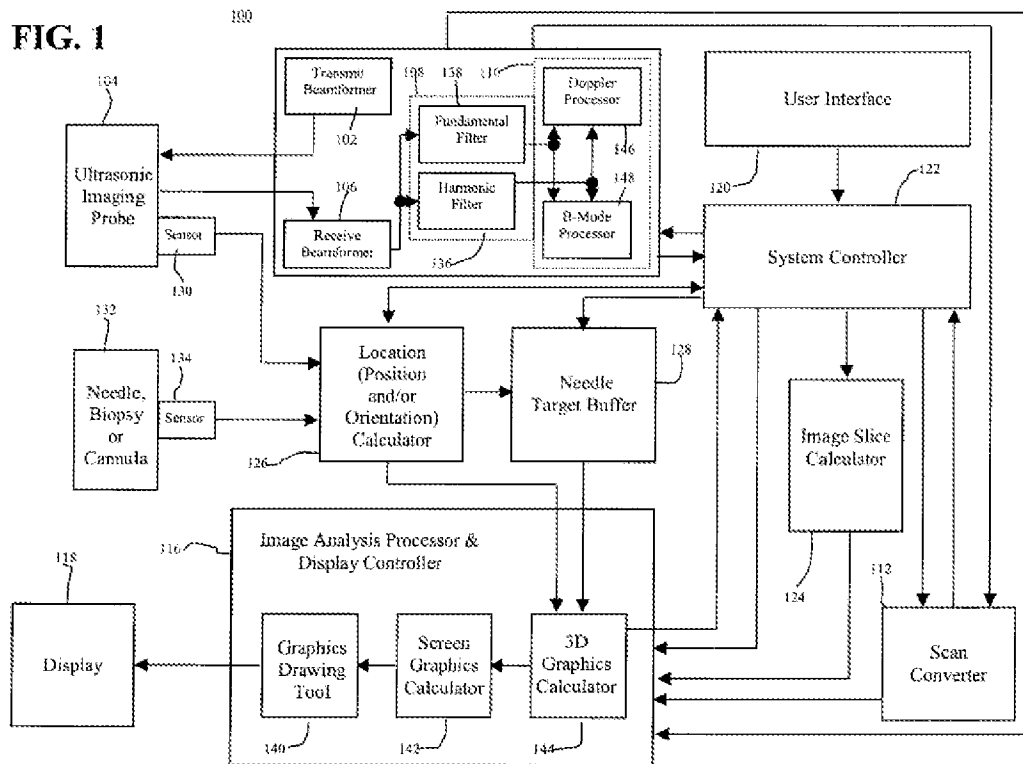 FIG. 1
100
104
Ultrasonic
Imaging
Probe
Sensor
130
Transmit
Beamformer
102
106
Receive
Beamformer
108
138
Fundamental
Filter
Harmonic
Filter
136
110
Doppler
Processor
146
148
B-Mode
Processor
User Interface
120
122
System Controller
132
Needle,
Biopsy
or
Cannula
134
Sensor
Location
(Position
and/or
Orientation)
Calculator
126
Needle
Target Buffer
128
Image Slice
Calculator
124
112
Scan
Converter
116
Image Analysis Processor &
Display Controller
118
Display
Graphics
Drawing
Tool
140
Screen
Graphics
Calculator
142
3D
Graphics
Calculator
144